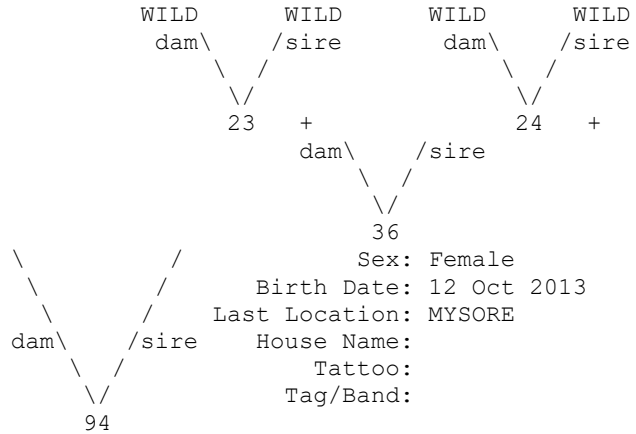 WILD WILD WILD WILD
dam\ /sire dam\ /sire
\ / \ /
\/ \/
23 + 24 +
dam\ /sire
\ /
\/
36
\ / Sex: Female
\ / Birth Date: 12 Oct 2013
\ / Last Location: MYSORE
dam\ /sire House Name:
\ / Tattoo:
\/ Tag/Band:
94